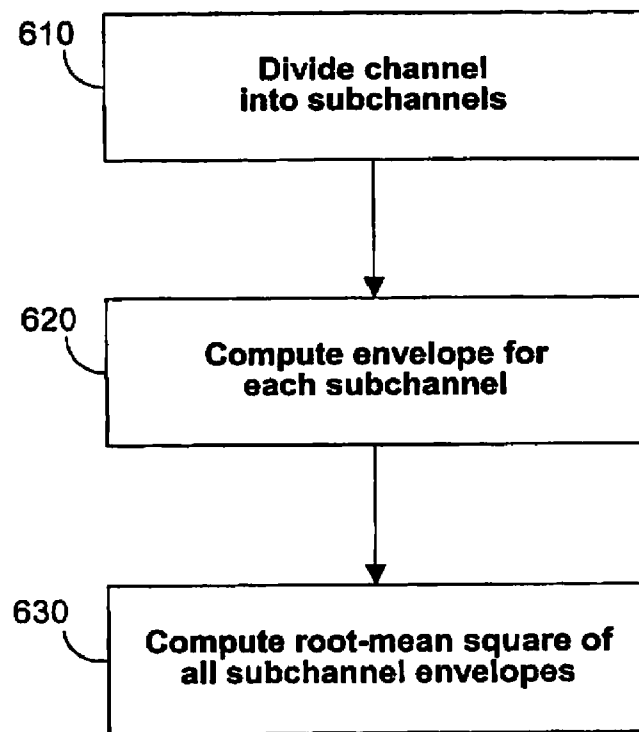 610
Divide channel
into subchannels
620
Compute envelope for
each subchannel
630
Compute root-mean square of
all subchannel envelopes